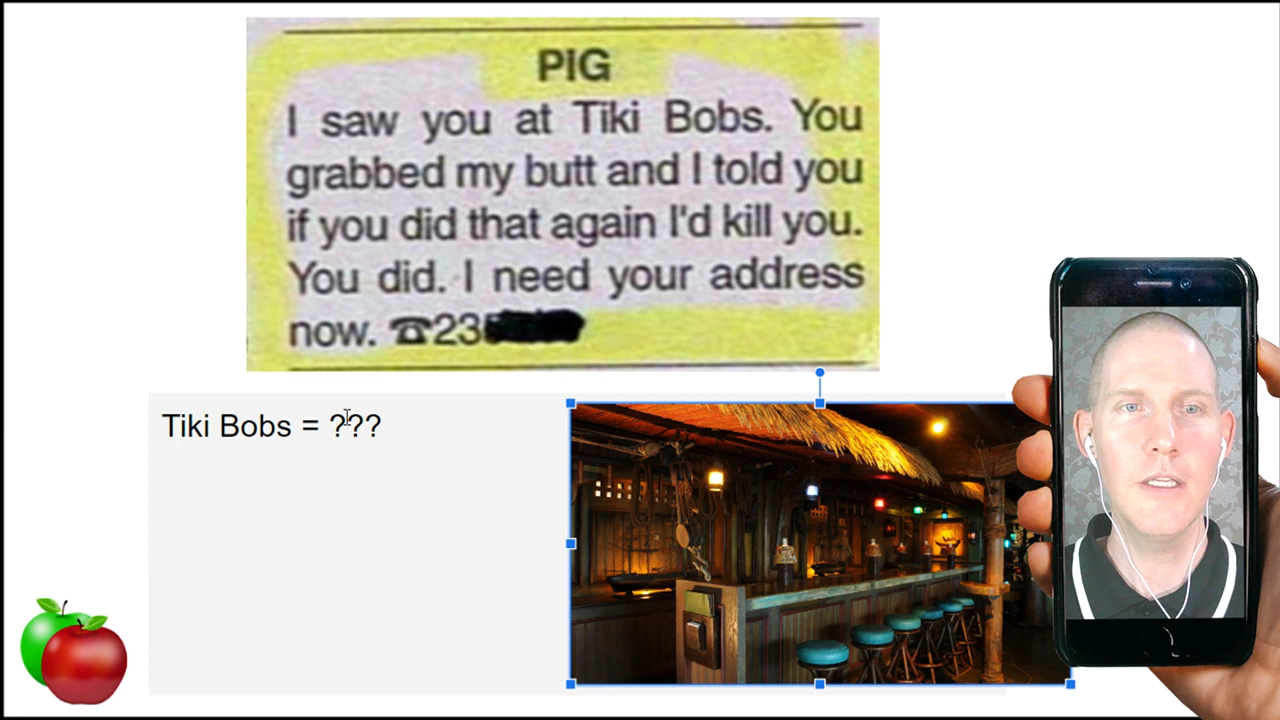 PIG
I saw you at Tiki Bobs. You
grabbed my butt and I told you
if you did that again I'd kill you.
You did. I need your address
now. ☎23
Tiki Bobs = ???